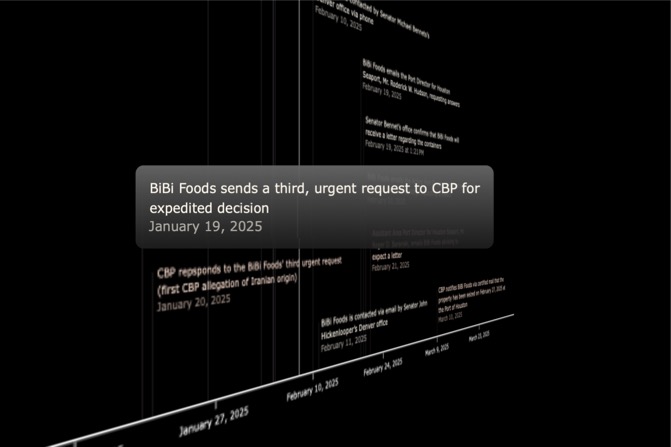 contacted by Senator Michael Bennet's
Denver office via phone
February 10, 2025
BiBi Foods emails the Port Director for Houston
Seaport, Mr. Roderick W. Hudson, requesting answers
February 19, 2025
Senator Bennet's office confirms that BiBi Foods will
receive a letter regarding the containers
February 19, 2025 at 1:21PM
BiBi Foods sends a third, urgent request to CBP for
expedited decision
January 19, 2025
expect a letter
February 21, 2025
CBP repsponds to the BiBi Foods' third urgent request
(first CBP allegation of Iranian origin)
January 20, 2025
BiBi Foods is contacted via email by Senator John
Hickenlooper's Denver office
February 11, 2025
CBP notifies BiBi Foods via certified mail that the
property has been seized on February 27, 2025 at
the Port of Houston
March 10, 2025
January 27, 2025
February 10, 2025
February 24, 2025
March 9, 2025
March 23, 2025